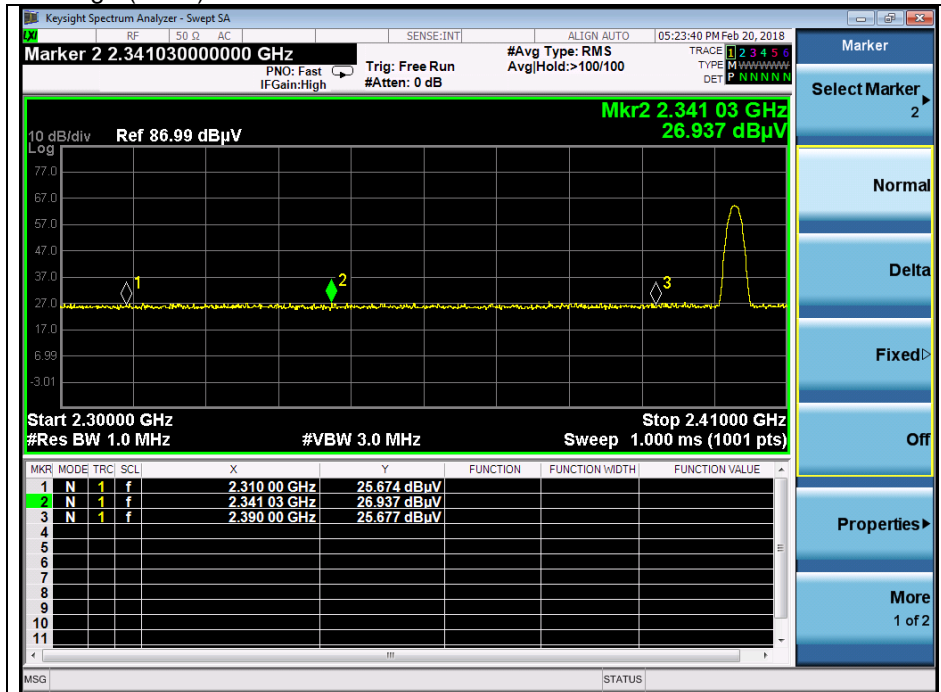 Keysight Spectrum Analyzer - Swept SA
LXI RF 50 Ω AC SENSE:INT ALIGN AUTO 05:23:40 PM Feb 20, 2018
Marker 2 2.341030000000 GHz
PNO: Fast
IFGain:High
Trig: Free Run
#Atten: 0 dB
#Avg Type: RMS
Avg|Hold:>100/100
TRACE 1 2 3 4 5 6
TYPE M WWWWW
DET P N N N N N
Mkr2 2.341 03 GHz
26.937 dBµV
10 dB/div Ref 86.99 dBµV
Log
77.0
67.0
57.0
47.0
37.0
27.0
17.0
6.99
-3.01
1
2
3
Start 2.30000 GHz Stop 2.41000 GHz
#Res BW 1.0 MHz #VBW 3.0 MHz Sweep 1.000 ms (1001 pts)
MKR MODE TRC SCL X Y FUNCTION FUNCTION WIDTH FUNCTION VALUE
1 N 1 f 2.310 00 GHz 25.674 dBµV
2 N 1 f 2.341 03 GHz 26.937 dBµV
3 N 1 f 2.390 00 GHz 25.677 dBµV
4
5
6
7
8
9
10
11
MSG STATUS
Marker
Select Marker
2
Normal
Delta
Fixed
Off
Properties
More
1 of 2